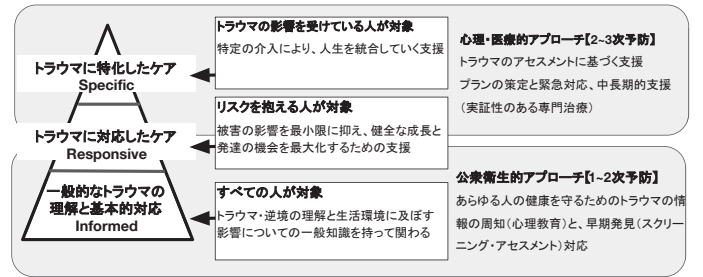 トラウマに特化したケア
Specific
トラウマに対応したケア
Responsive
一般的なトラウマの
理解と基本的対応
Informed
トラウマの影響を受けている人が対象
特定の介入により、人生を統合していく支援
リスクを抱える人が対象
被害の影響を最小限に抑え、健全な成長と
発達の機会を最大化するための支援
すべての人が対象
トラウマ・逆境の理解と生活環境に及ぼす
影響についての一般知識を持って関わる
心理・医療的アプローチ【2~3次予防】
トラウマのアセスメントに基づく支援
プランの策定と緊急対応、中長期的支援
（実証性のある専門治療）
公衆衛生的アプローチ【1~2次予防】
あらゆる人の健康を守るためのトラウマの情
報の周知（心理教育）と、早期発見（スクリー
ニング・アセスメント）対応